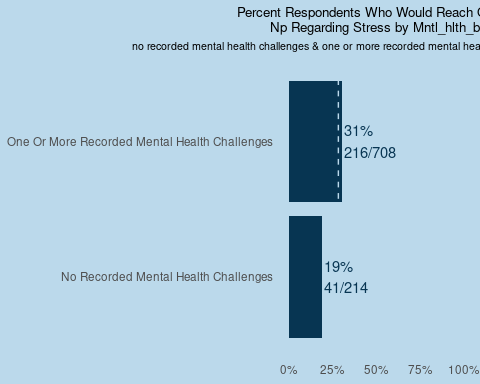 Percent Respondents Who Would Reach
Np Regarding Stress by
no recorded mental health challenges & one or more recorded mental
One Or More Recorded Mental Health Challenges
31%
216/708
No Recorded Mental Health Challenges
19%
41/214
0% 25% 50% 75% 100%